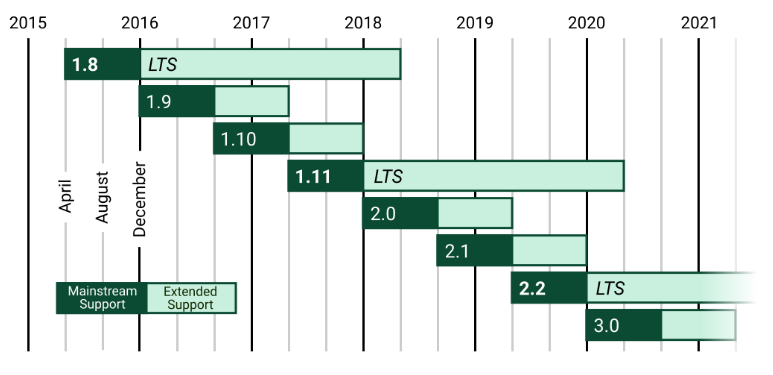 2015 2016 2017 2018 2019 2020 2021
1.8 LTS
1.9
1.10
1.11 LTS
2.0
2.1
2.2 LTS
3.0
April
August
December
Mainstream
Support
Extended
Support